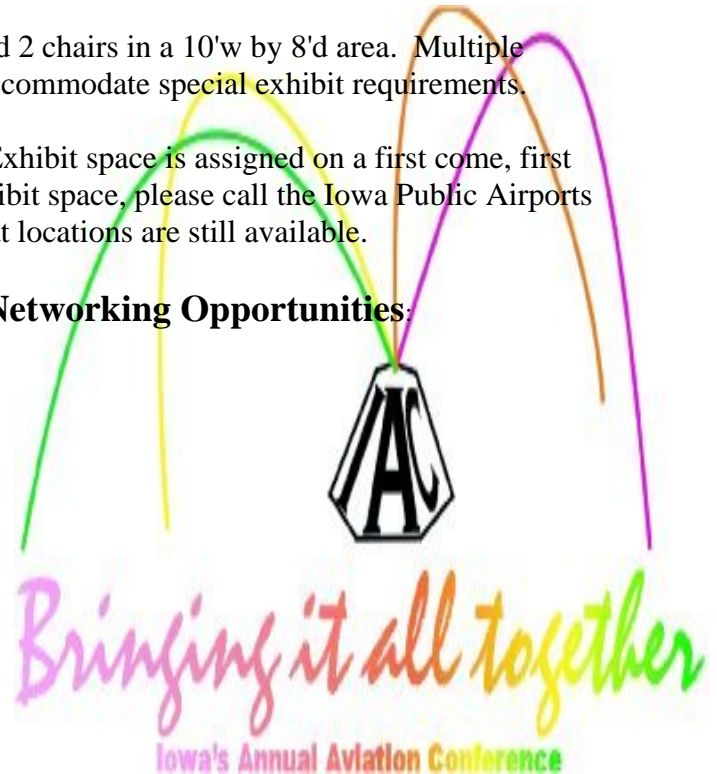 d 2 chairs in a 10'w by 8'd area.  Multiple
commodate special exhibit requirements.
Exhibit space is assigned on a first come, first
ibit space, please call the Iowa Public Airports
t locations are still available.
Networking Opportunities:
IAC
Bringing it all together
Iowa's Annual Aviation Conference